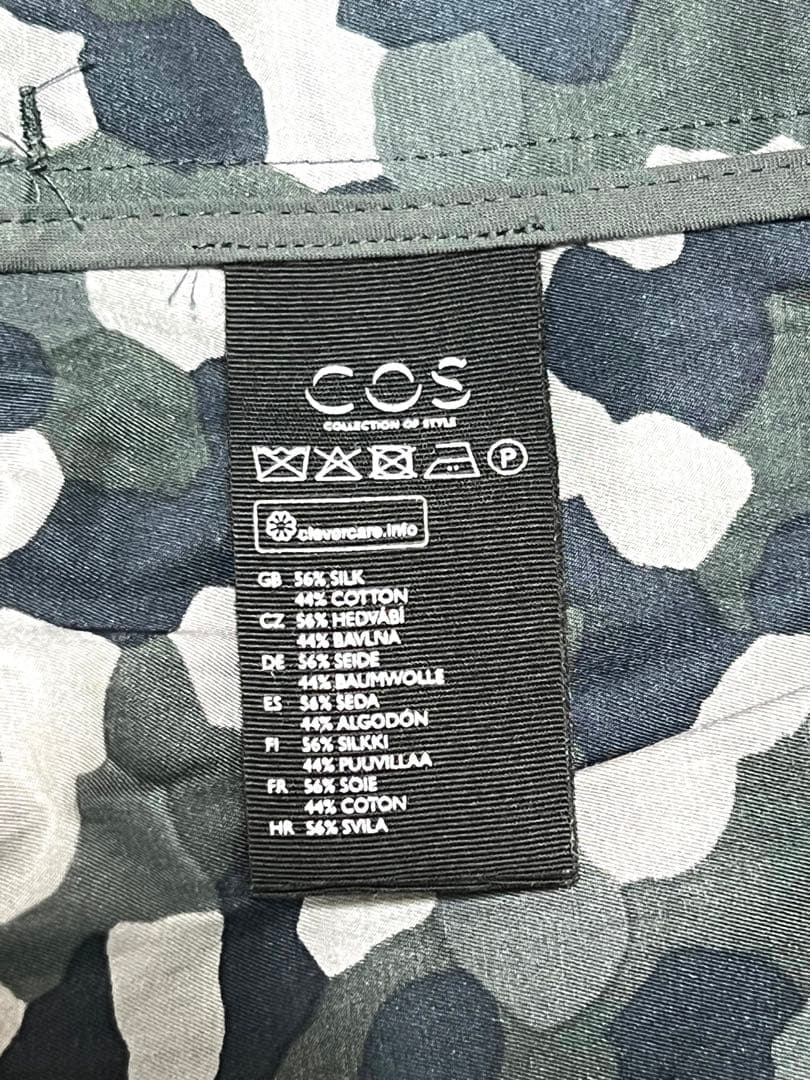 COS
COLLECTION OF STYLE
P
clevercare.info
GB 56% SILK
44% COTTON
CZ 56% HEDVÁBÍ
44% BAVLNA
DE 56% SEIDE
44% BAUMWOLLE
ES 56% SEDA
44% ALGODÓN
FI 56% SILKKI
44% PUUVILLAA
FR 56% SOIE
44% COTON
HR 56% SVILA